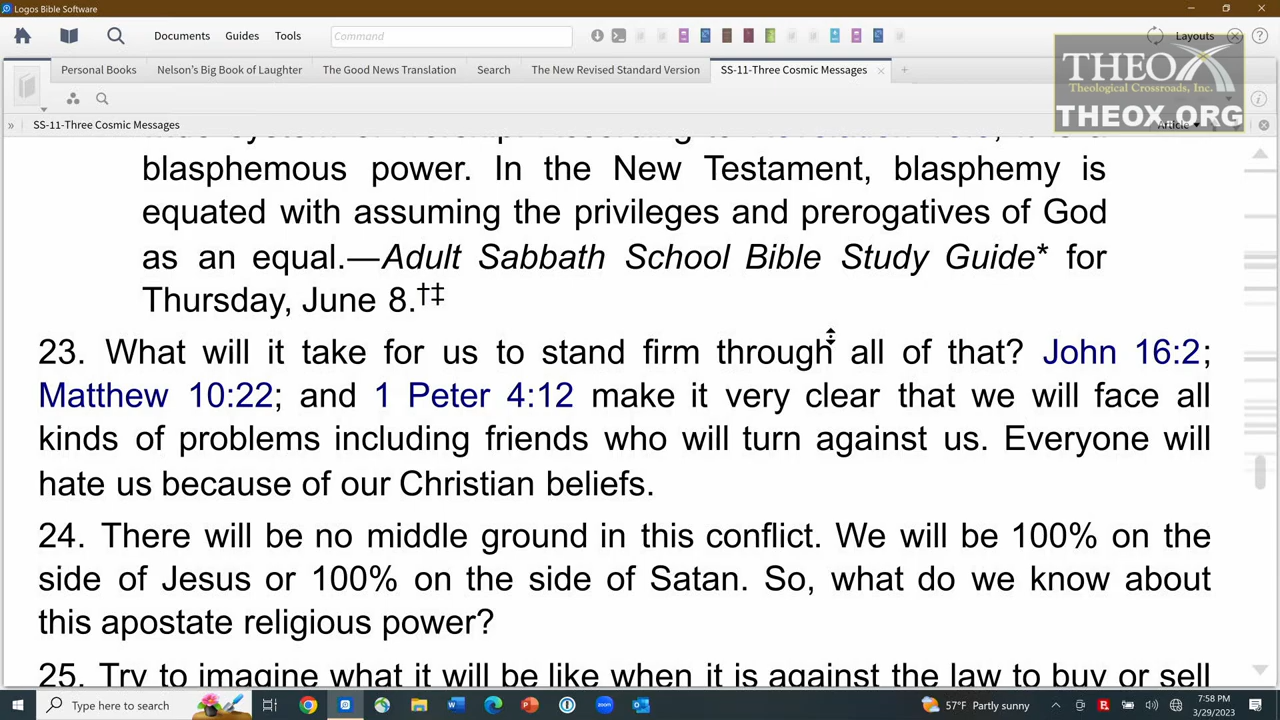 Logos Bible Software
Documents Guides Tools Command Layouts
THEOX
Theological Crossroads, Inc.
THEOX.ORG
Personal Books Nelson's Big Book of Laughter The Good News Translation Search The New Revised Standard Version SS-11-Three Cosmic Messages
SS-11-Three Cosmic Messages Article
blasphemous power. In the New Testament, blasphemy is
equated with assuming the privileges and prerogatives of God
as an equal.—Adult Sabbath School Bible Study Guide* for
Thursday, June 8.†‡
23. What will it take for us to stand firm through all of that? John 16:2;
Matthew 10:22; and 1 Peter 4:12 make it very clear that we will face all
kinds of problems including friends who will turn against us. Everyone will
hate us because of our Christian beliefs.
24. There will be no middle ground in this conflict. We will be 100% on the
side of Jesus or 100% on the side of Satan. So, what do we know about
this apostate religious power?
25. Try to imagine what it will be like when it is against the law to buy or sell
Type here to search 57°F Partly sunny 7:58 PM
3/29/2023